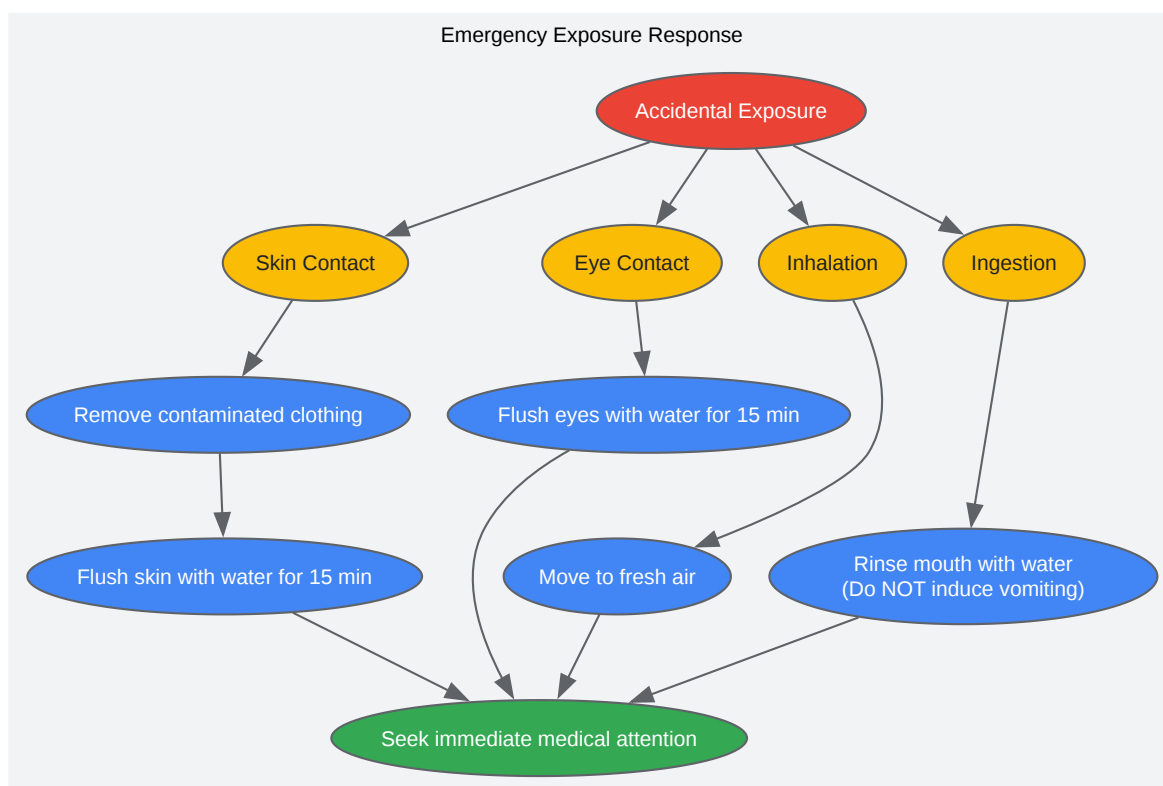 Emergency Exposure Response
Accidental Exposure
Skin Contact
Eye Contact
Inhalation
Ingestion
Remove contaminated clothing
Flush eyes with water for 15 min
Flush skin with water for 15 min
Move to fresh air
Rinse mouth with water
(Do NOT induce vomiting)
Seek immediate medical attention